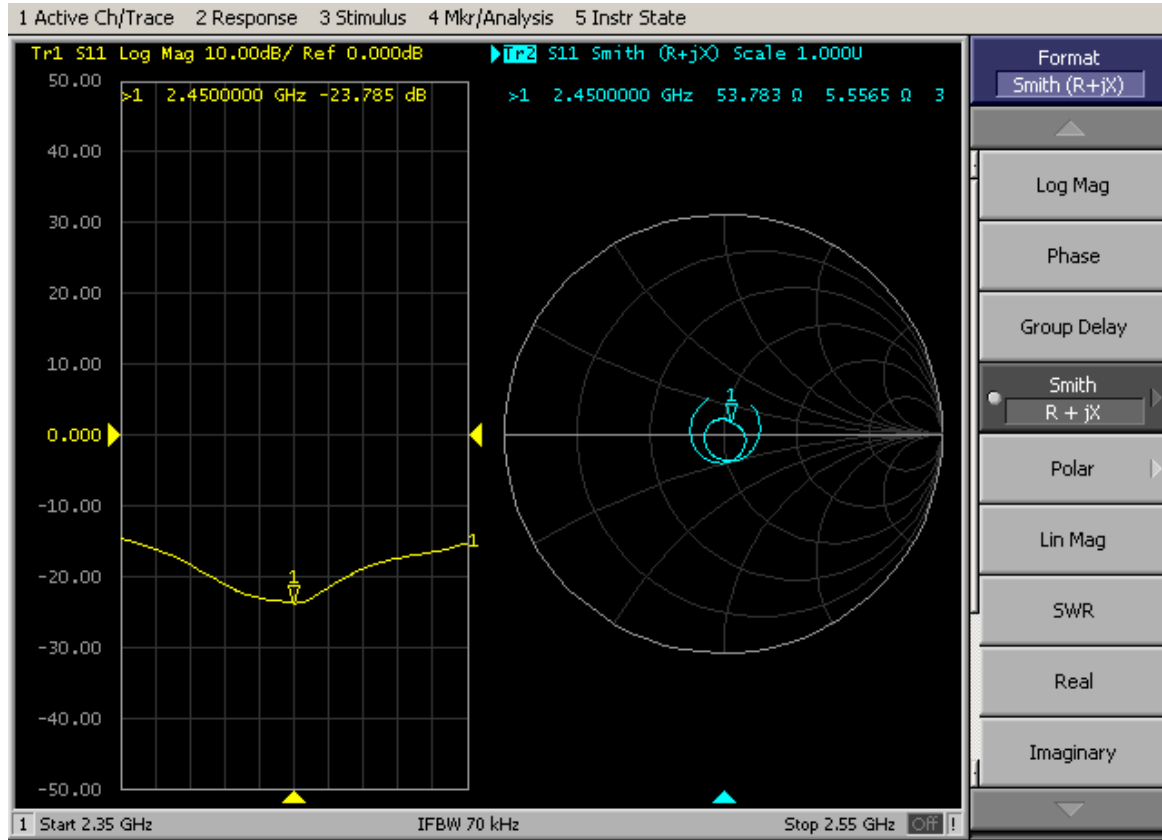 1 Active Ch/Trace 2 Response 3 Stimulus 4 Mkr/Analysis 5 Instr State
Tr1 S11 Log Mag 10.00dB/ Ref 0.000dB
Tr2 S11 Smith (R+jX) Scale 1.000U
>1 2.4500000 GHz -23.785 dB
>1 2.4500000 GHz 53.783 Ω 5.5565 Ω 3
50.00
40.00
30.00
20.00
10.00
0.000
-10.00
-20.00
-30.00
-40.00
-50.00
1
1
1
Format
Smith (R+jX)
Log Mag
Phase
Group Delay
Smith
R + jX
Polar
Lin Mag
SWR
Real
Imaginary
1 Start 2.35 GHz IFBW 70 kHz Stop 2.55 GHz Off !